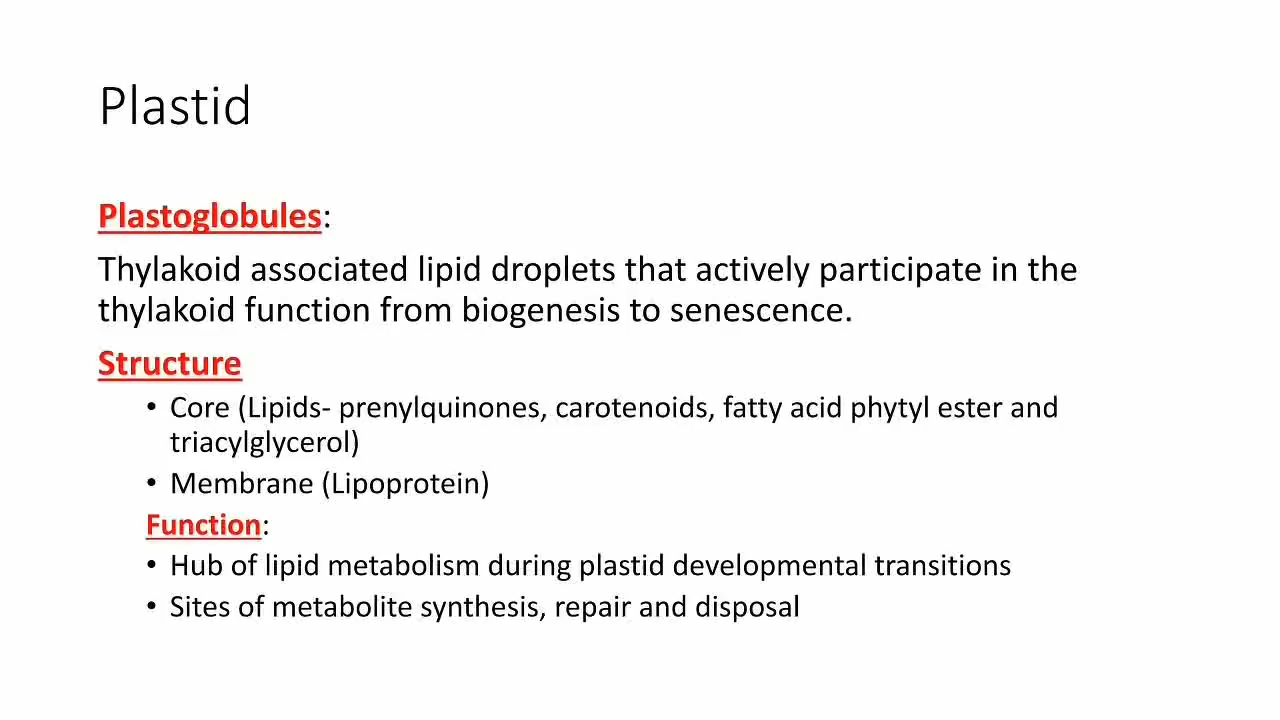 Plastid
Plastoglobules:
Thylakoid associated lipid droplets that actively participate in the
thylakoid function from biogenesis to senescence.
Structure
• Core (Lipids- prenylquinones, carotenoids, fatty acid phytyl ester and
triacylglycerol)
• Membrane (Lipoprotein)
Function:
• Hub of lipid metabolism during plastid developmental transitions
• Sites of metabolite synthesis, repair and disposal